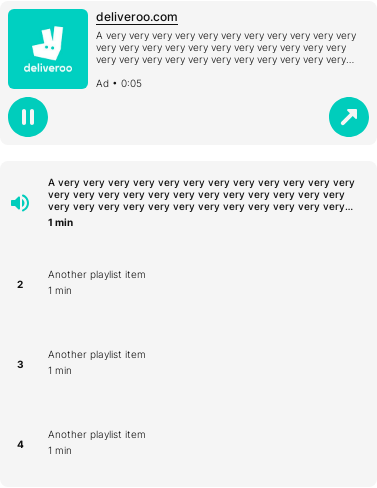 deliveroo.com
A very very very very very very very very very very
very very very very very very very very very very very
very very very very very very very very very very very...
deliveroo
Ad • 0:05
A very very very very very very very very very very very very
very very very very very very very very very very very very
very very very very very very very very very very very very...
1 min
2
Another playlist item
1 min
3
Another playlist item
1 min
4
Another playlist item
1 min